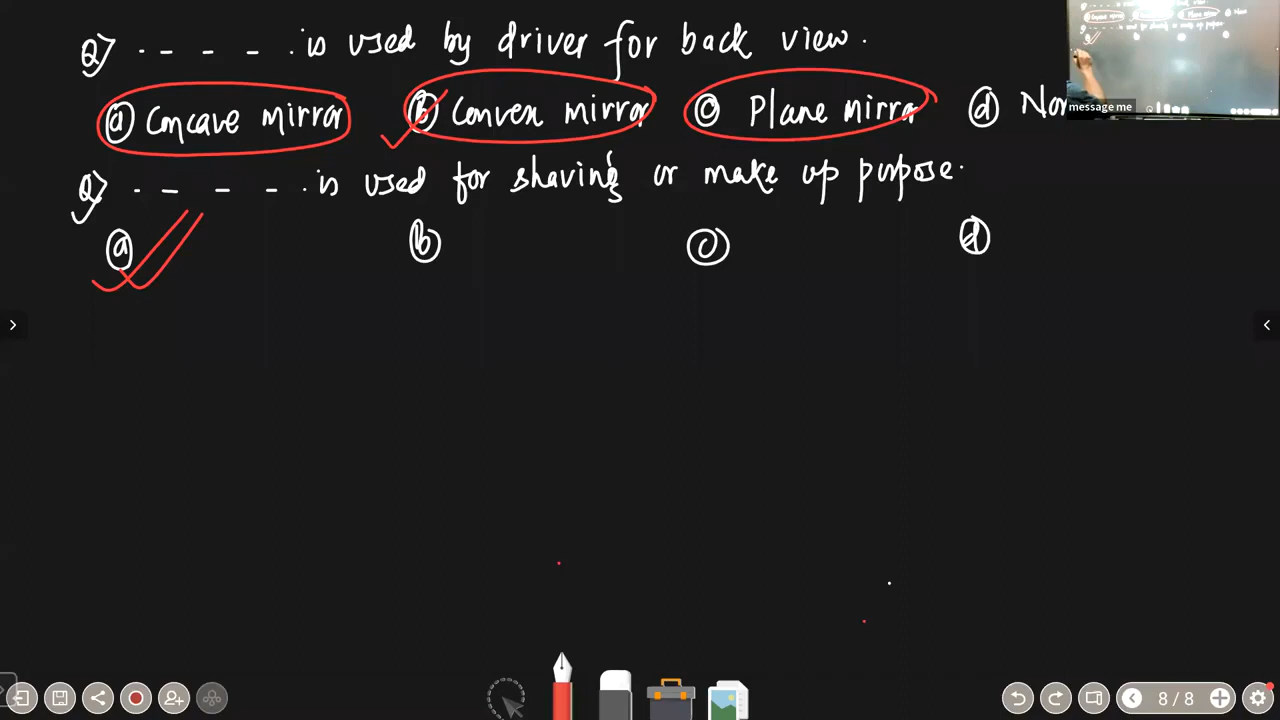 Q) - - - - . is used by driver for back view.
(a) Concave mirror (b) Convex mirror (c) Plane mirror (d)
message me
Q) - - - - . is used for shaving or make up purpose.
(a) (b) (c) (d)
8/8